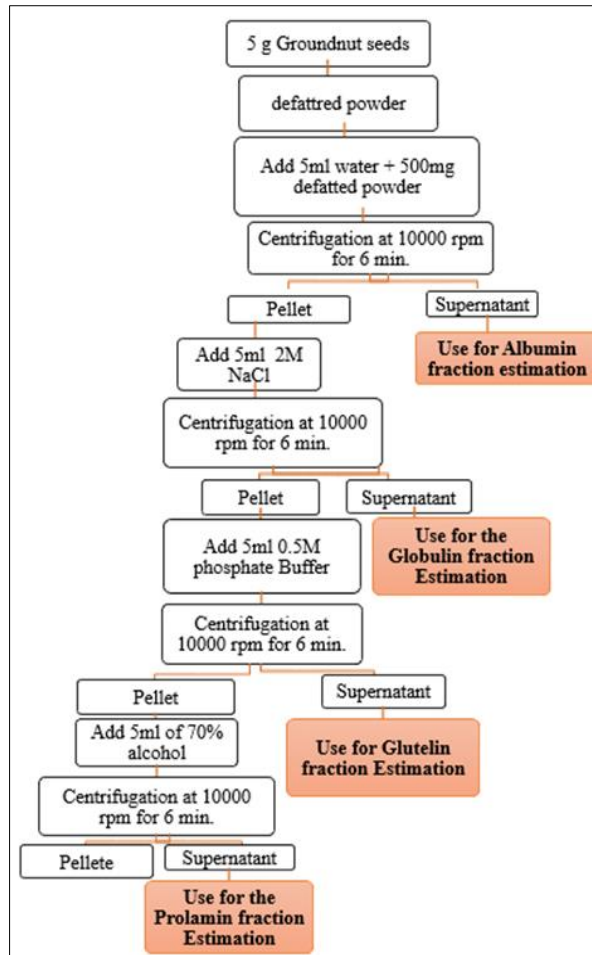 5 g Groundnut seeds
defattred powder
Add 5ml water + 500mg
defatted powder
Centrifugation at 10000 rpm
for 6 min.
Pellet
Supernatant
Use for Albumin
fraction estimation
Add 5ml 2M
NaCl
Centrifugation at 10000
rpm for 6 min.
Pellet
Supernatant
Use for the
Globulin fraction
Estimation
Add 5ml 0.5M
phosphate Buffer
Centrifugation at
10000 rpm for 6 min.
Pellet
Supernatant
Use for Glutelin
fraction Estimation
Add 5ml of 70%
alcohol
Centrifugation at 10000
rpm for 6 min.
Pellete
Supernatant
Use for the
Prolamin fraction
Estimation